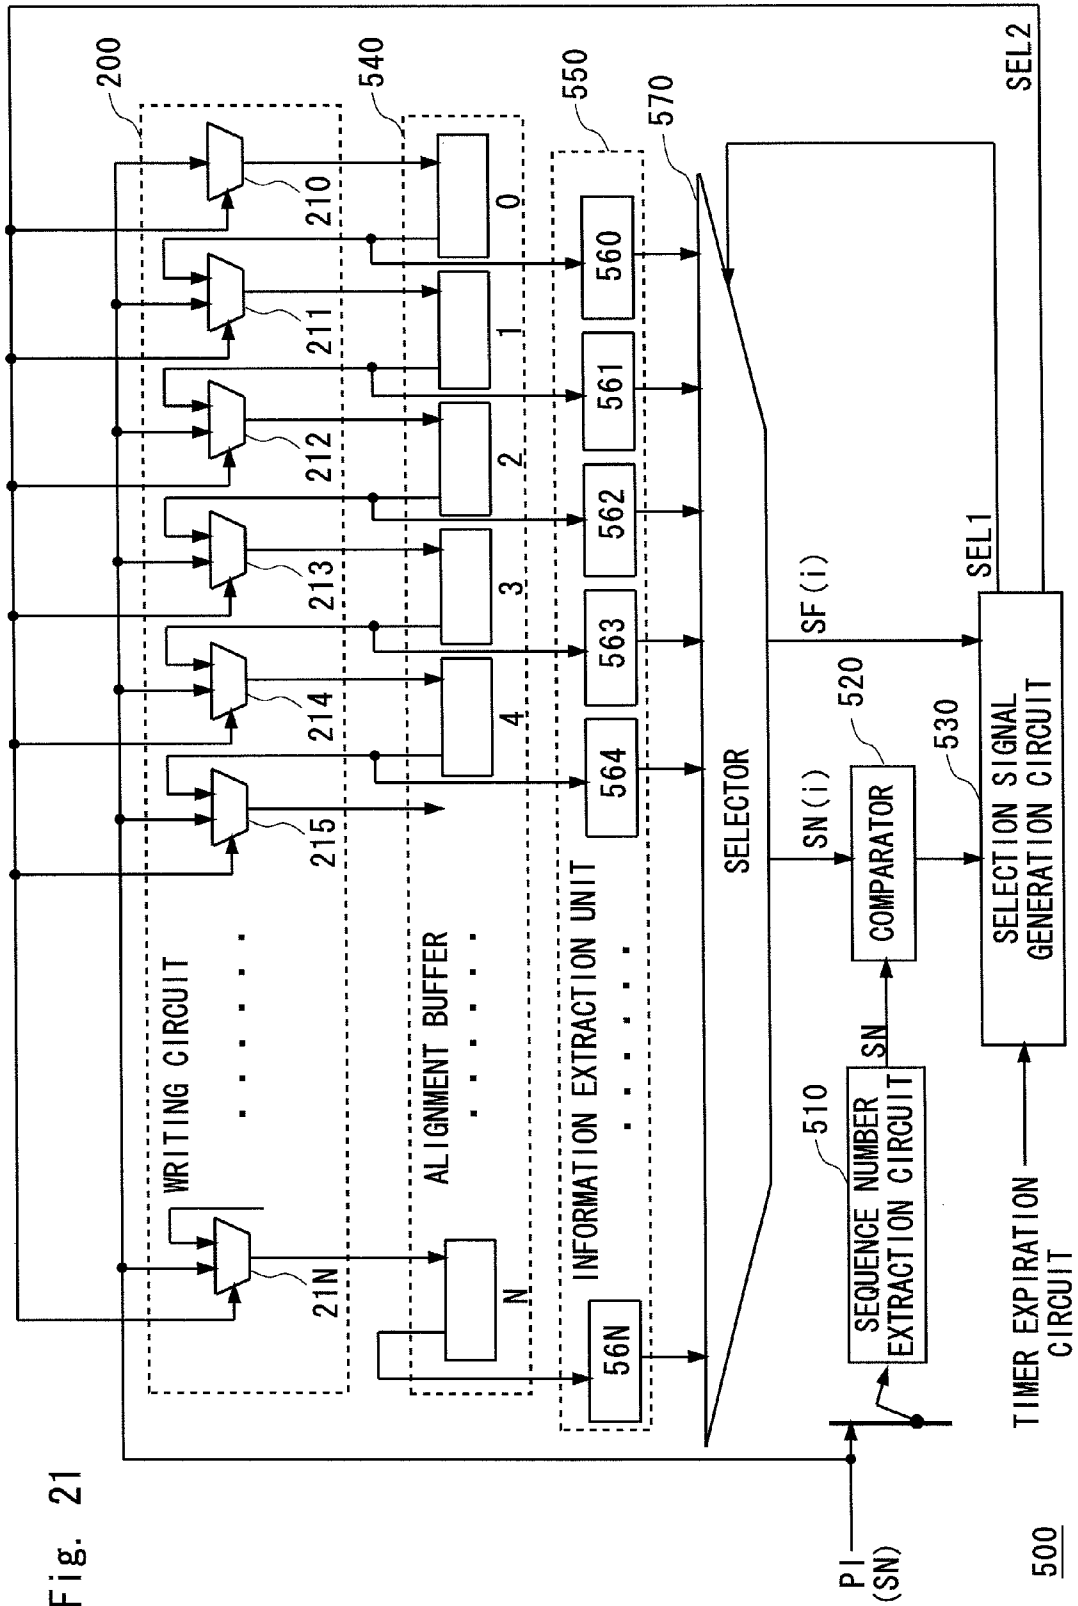 Fig. 21
200
WRITING CIRCUIT
21N
215
214
213
212
211
210
540
ALIGNMENT BUFFER
N
4
3
2
1
0
550
INFORMATION EXTRACTION UNIT
56N
564
563
562
561
560
570
SELECTOR
SN(i)
SF(i)
SEL1
SEL2
PI
(SN)
510
SEQUENCE NUMBER
EXTRACTION CIRCUIT
SN
520
COMPARATOR
530
SELECTION SIGNAL
GENERATION CIRCUIT
TIMER EXPIRATION
CIRCUIT
500